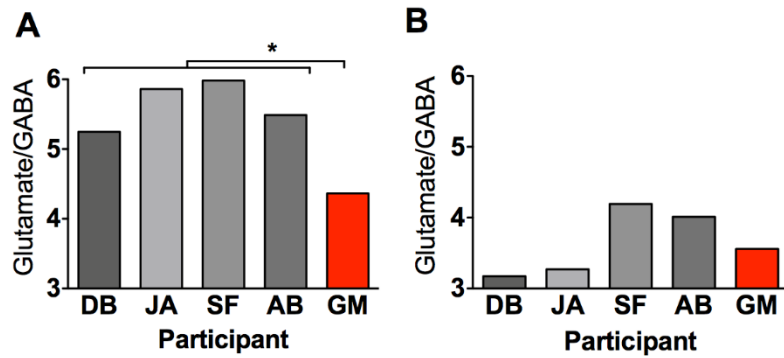 A
*
Glutamate/GABA
6
5
4
3
DB JA SF AB GM
Participant
B
Glutamate/GABA
6
5
4
3
DB JA SF AB GM
Participant